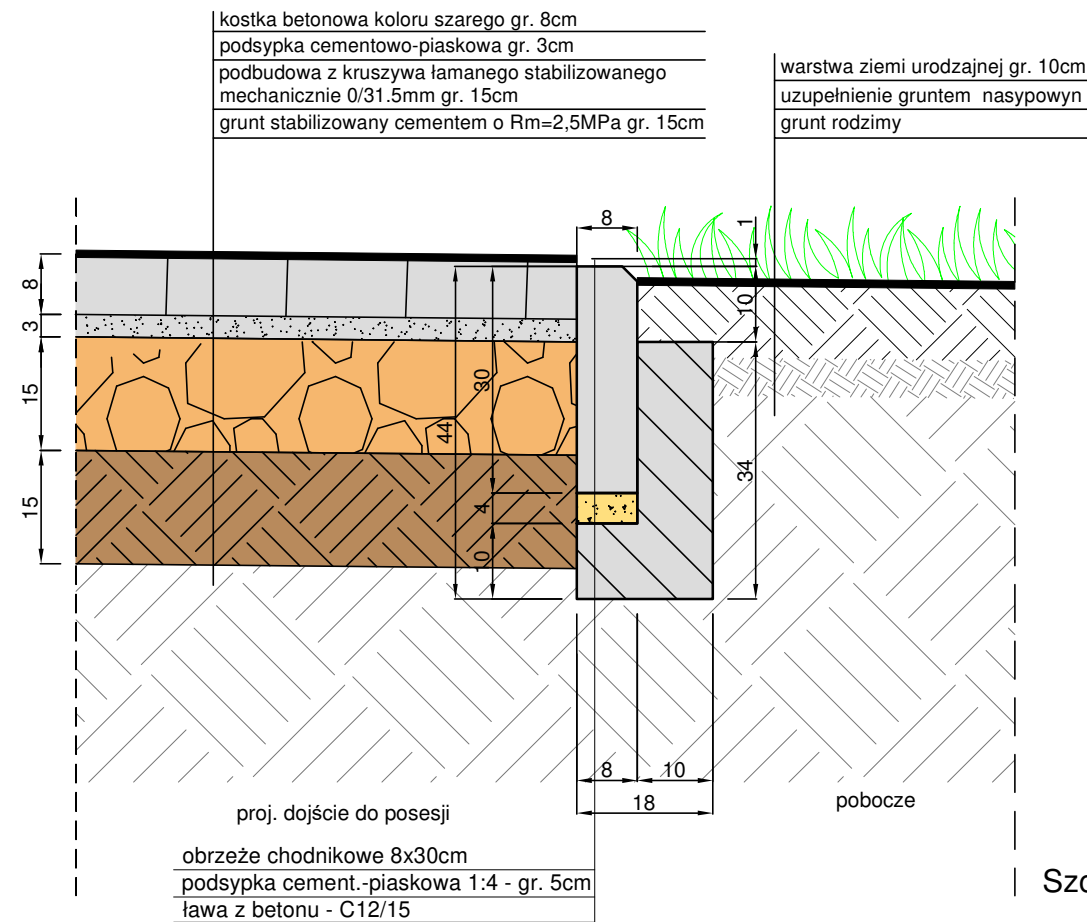 kostka betonowa koloru szarego gr. 8cm
podsypka cementowo-piaskowa gr. 3cm
podbudowa z kruszywa łamanego stabilizowanego
mechanicznie 0/31.5mm gr. 15cm
grunt stabilizowany cementem o Rm=2,5MPa gr. 15cm
warstwa ziemi urodzajnej gr. 10cm
uzupełnienie gruntem nasypowyn
grunt rodzimy
8
1
8
3
15
15
10
30
44
4
10
34
8
10
18
proj. dojście do posesji
pobocze
obrzeże chodnikowe 8x30cm
podsypka cement.-piaskowa 1:4 - gr. 5cm
ława z betonu - C12/15